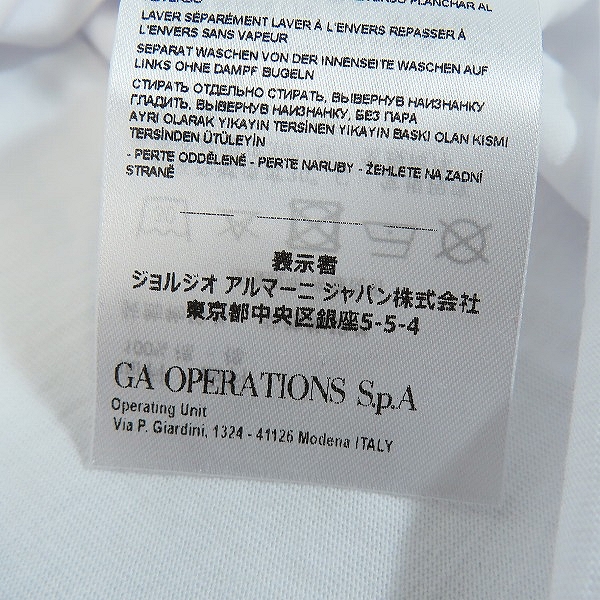 PLANCHAR AL
LAVER SÉPARÉMENT LAVER À L'ENVERS REPASSER À
L'ENVERS SANS VAPEUR
SEPARAT WASCHEN VON DER INNENSEITE WASCHEN AUF
LINKS OHNE DAMPF BUGELN
СТИРАТЬ ОТДЕЛЬНО СТИРАТЬ, ВЫВЕРНУВ НАИЗНАНКУ
ГЛАДИТЬ, ВЫВЕРНУВ НАИЗНАНКУ, БЕЗ ПАРА
AYRI OLARAK YIKAYIN TERSİNEN YIKAYIN BASKI OLAN KISMI
TERSİNDEN ÜTÜLEYİN
- PERTE ODDĚLENĚ - PERTE NARUBY - ŽEHLETE NA ZADNÍ
STRANĚ
表示者
ジョルジオ アルマーニ ジャパン株式会社
東京都中央区銀座5-5-4
GA OPERATIONS S.p.A
Operating Unit
Via P. Giardini, 1324 - 41126 Modena ITALY